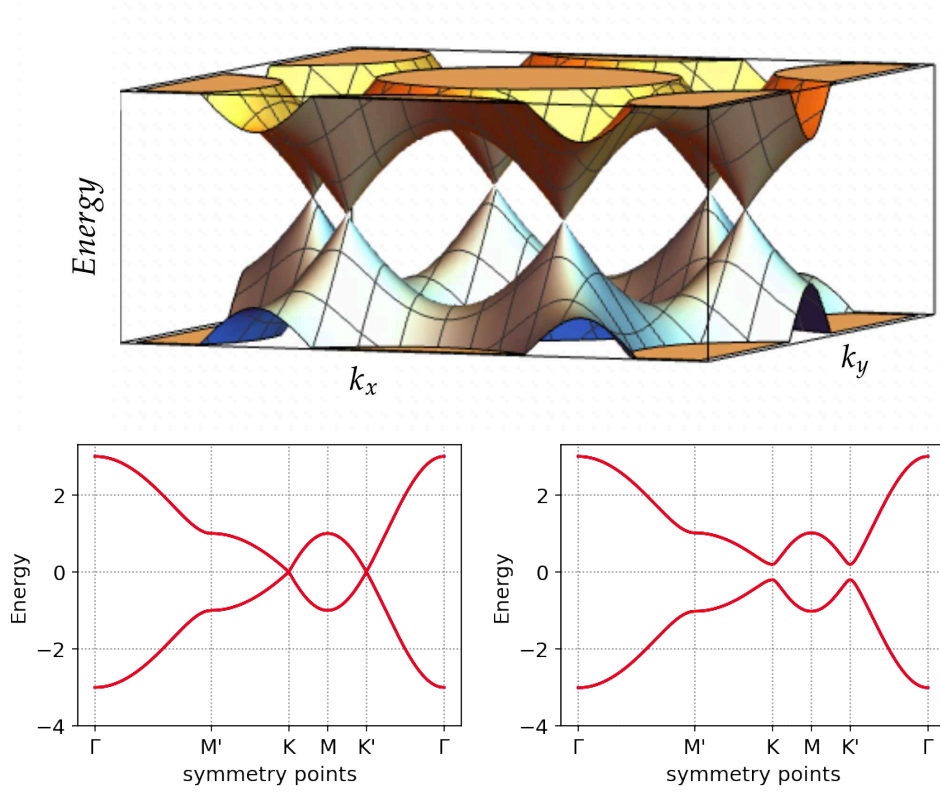 Energy
k_x
k_y
2
0
−2
−4
Energy
Γ
M'
K
M
K'
Γ
symmetry points
2
0
−2
−4
Energy
Γ
M'
K
M
K'
Γ
symmetry points